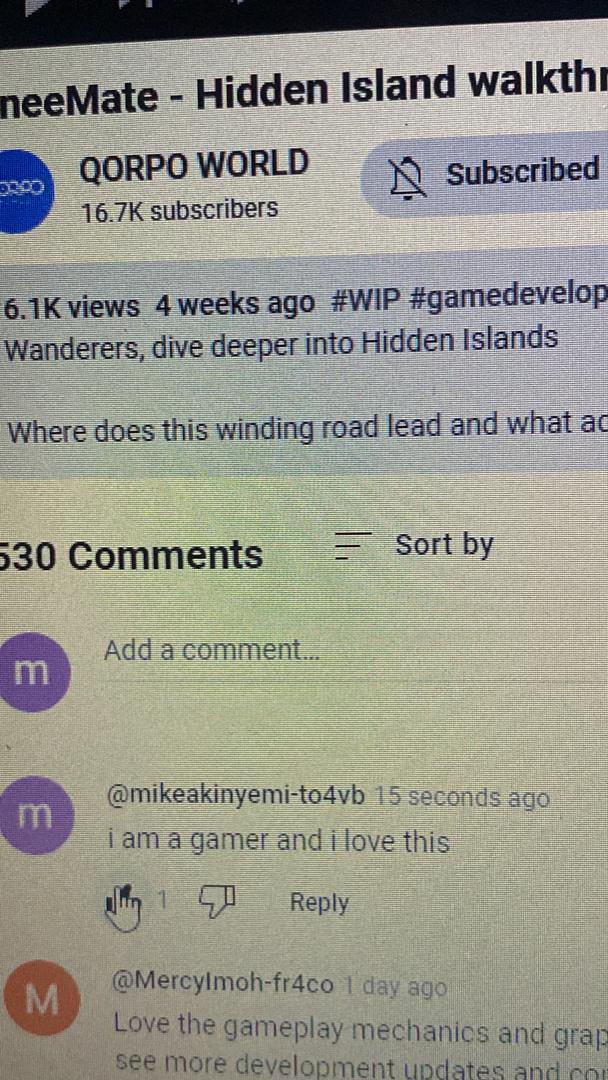 neeMate - Hidden Island walkthr
QORPO WORLD
16.7K subscribers
Subscribed
6.1K views 4 weeks ago #WIP #gamedevelop
Wanderers, dive deeper into Hidden Islands
Where does this winding road lead and what ac
530 Comments
Sort by
m
Add a comment...
m
@mikeakinyemi-to4vb 15 seconds ago
i am a gamer and i love this
1
Reply
M
@MercyImoh-fr4co 1 day ago
Love the gameplay mechanics and grap
see more development updates and con